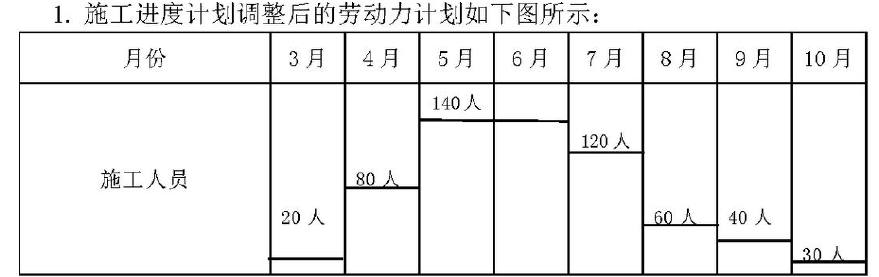 1. 施工进度计划调整后的劳动力计划如下图所示：
月份 3月 4月 5月 6月 7月 8月 9月 10月
140人
120人
施工人员 80人
20人 60人 40人
30人